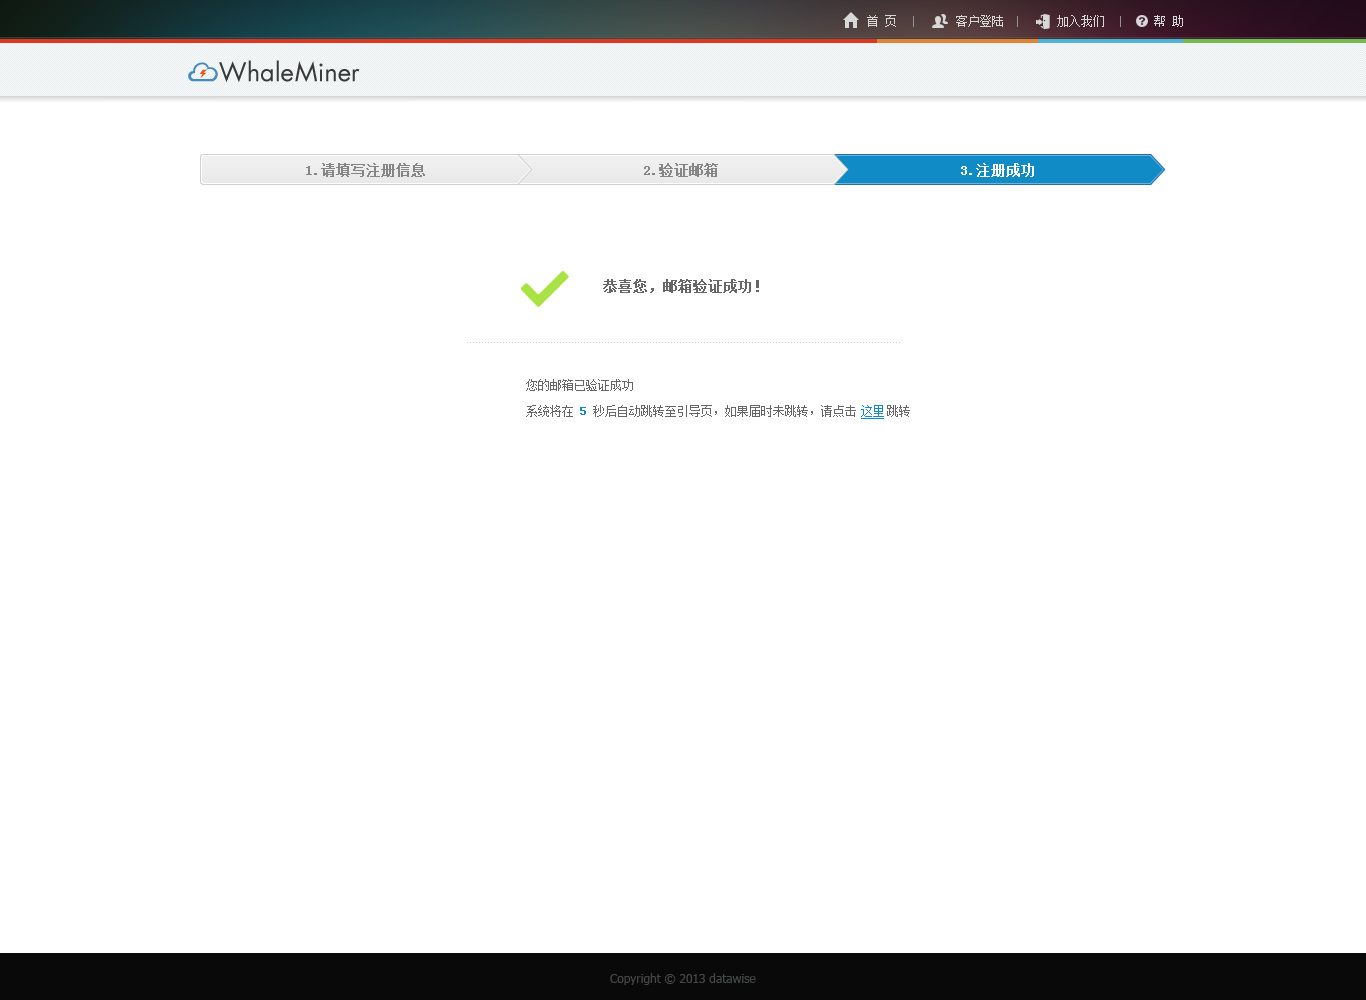 首 页 | 客户登陆 | 加入我们 | 帮 助
WhaleMiner
1.请填写注册信息 2.验证邮箱 3.注册成功
恭喜您，邮箱验证成功！
您的邮箱已验证成功
系统将在 5 秒后自动跳转至引导页，如果届时未跳转，请点击 这里跳转
Copyright © 2013 datawise